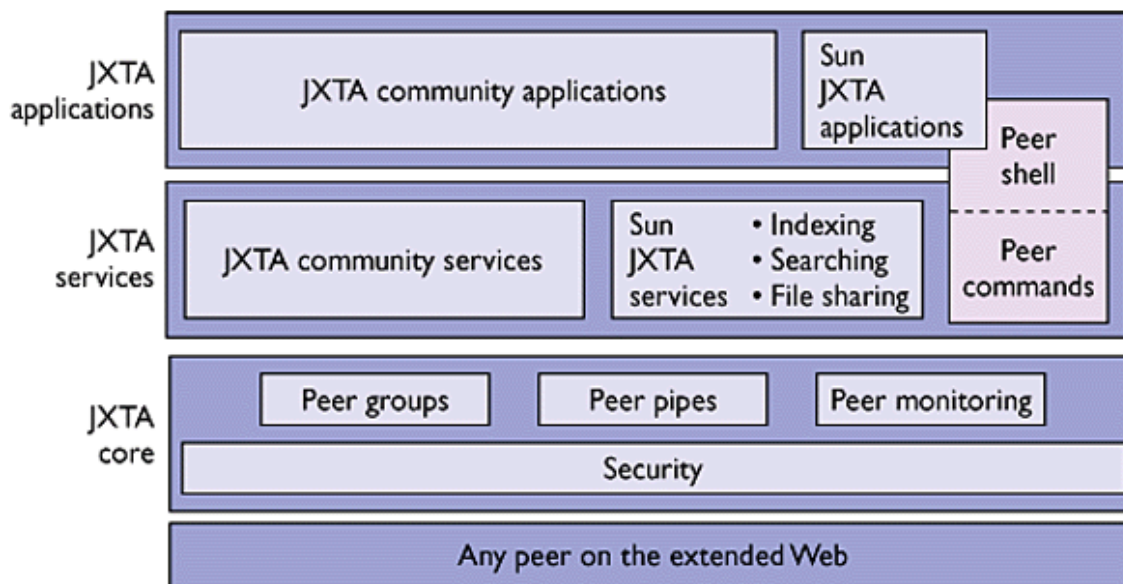 JXTA
applications
JXTA community applications
Sun
JXTA
applications
Peer
shell
JXTA
services
JXTA community services
Sun
JXTA
services
• Indexing
• Searching
• File sharing
Peer
commands
JXTA
core
Peer groups
Peer pipes
Peer monitoring
Security
Any peer on the extended Web